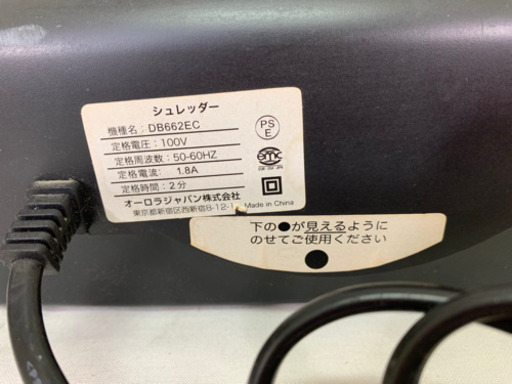 シュレッダー
機種名: DB662EC
定格電圧: 100V
定格周波数: 50-60HZ
定格電流: 1.8A
定格時間: 2分
オーロラジャパン株式会社
東京都新宿区西新宿8-12-1
Made in China
PS
E
下の●が見えるように
のせてご使用ください